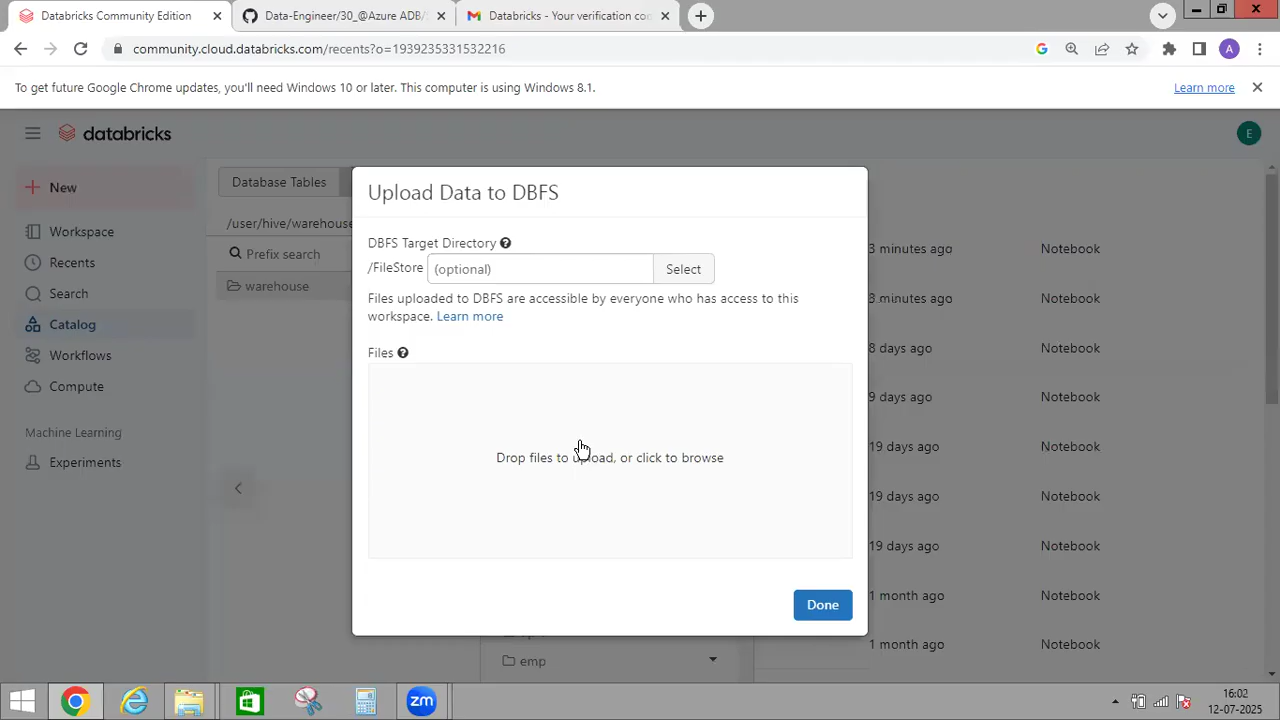 Databricks Community Edition
Data-Engineer/30_@Azure ADB/
Databricks - Your verification co
community.cloud.databricks.com/recents?o=1939235331532216
A
To get future Google Chrome updates, you'll need Windows 10 or later. This computer is using Windows 8.1.
Learn more
databricks
E
New
Workspace
Recents
Search
Catalog
Workflows
Compute
Machine Learning
Experiments
Database Tables
/user/hive/warehouse
Prefix search
warehouse
Upload Data to DBFS
DBFS Target Directory
/FileStore
(optional)
Select
Files uploaded to DBFS are accessible by everyone who has access to this
workspace. Learn more
Files
Drop files to upload, or click to browse
Done
emp
3 minutes ago Notebook
3 minutes ago Notebook
8 days ago Notebook
9 days ago Notebook
19 days ago Notebook
19 days ago Notebook
19 days ago Notebook
1 month ago Notebook
1 month ago Notebook
zm
16:02
12-07-2025